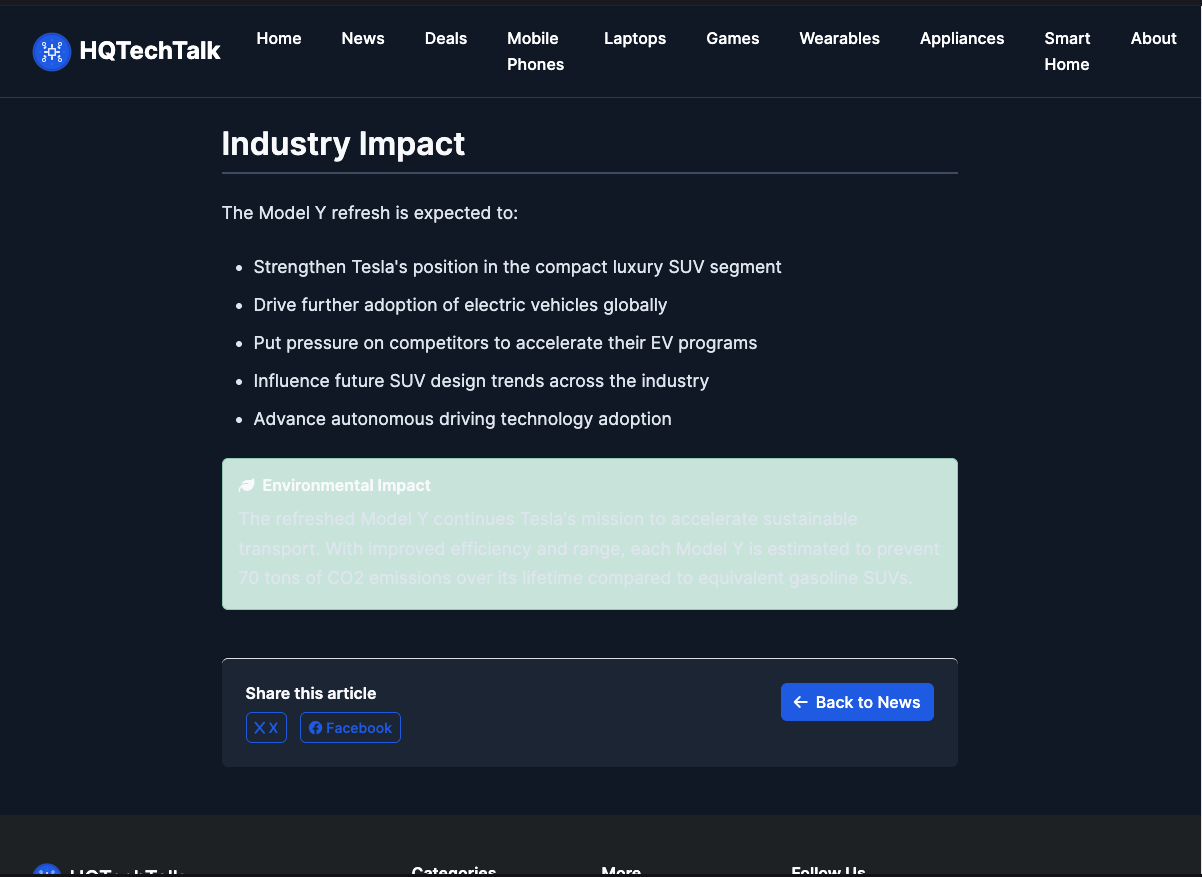 HQTechTalk
Home
News
Deals
Mobile
Phones
Laptops
Games
Wearables
Appliances
Smart
Home
About
Industry Impact
The Model Y refresh is expected to:
Strengthen Tesla's position in the compact luxury SUV segment
Drive further adoption of electric vehicles globally
Put pressure on competitors to accelerate their EV programs
Influence future SUV design trends across the industry
Advance autonomous driving technology adoption
Environmental Impact
The refreshed Model Y continues Tesla's mission to accelerate sustainable
transport. With improved efficiency and range, each Model Y is estimated to prevent
70 tons of CO2 emissions over its lifetime compared to equivalent gasoline SUVs.
Share this article
X
Facebook
Back to News
HQTechTalk
Categories
More
Follow Us